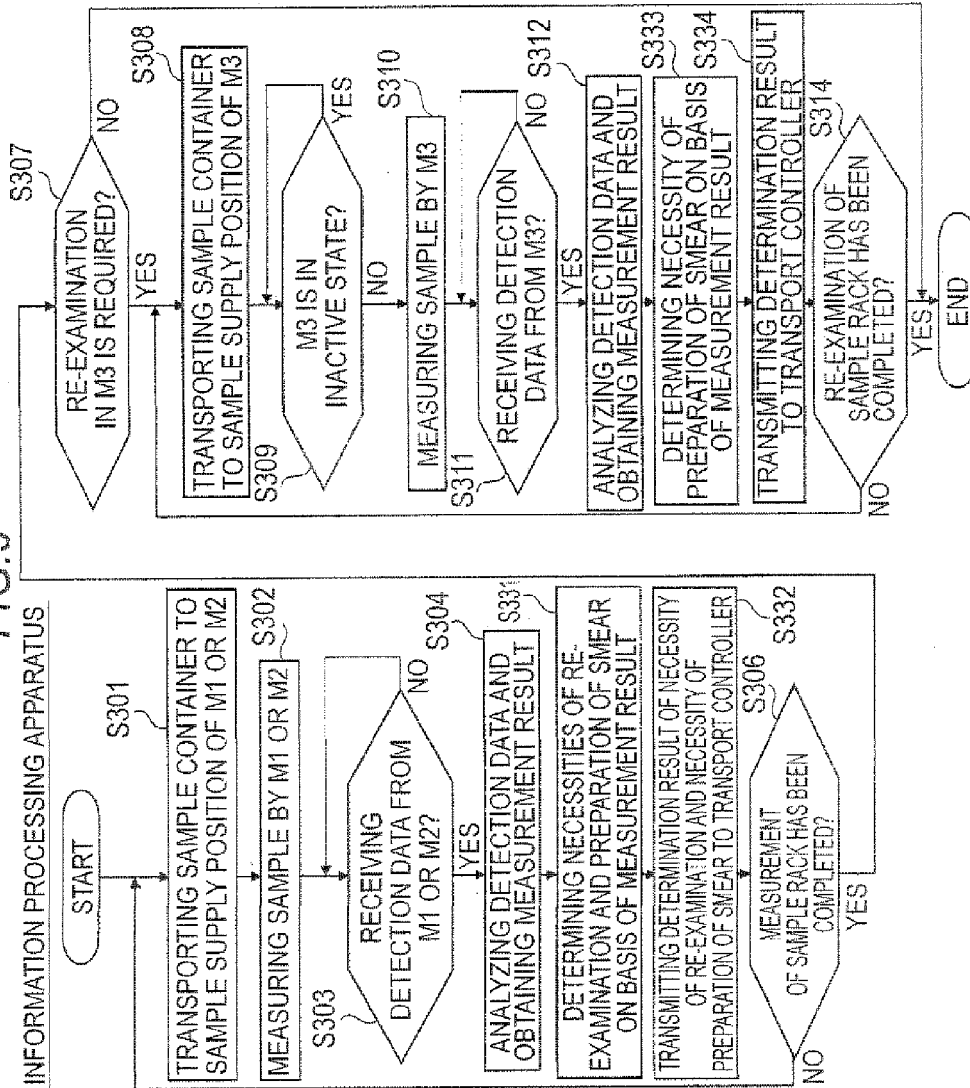 INFORMATION PROCESSING APPARATUS
START
S301
TRANSPORTING SAMPLE CONTAINER TO
SAMPLE SUPPLY POSITION OF M1 OR M2
S302
MEASURING SAMPLE BY M1 OR M2
S303
RECEIVING
DETECTION DATA FROM
M1 OR M2?
NO
YES
S304
ANALYZING DETECTION DATA AND
OBTAINING MEASUREMENT RESULT
S331
DETERMINING NECESSITIES OF RE-
EXAMINATION AND PREPARATION OF SMEAR
ON BASIS OF MEASUREMENT RESULT
TRANSMITTING DETERMINATION RESULT OF NECESSITY
OF RE-EXAMINATION AND NECESSITY OF
PREPARATION OF SMEAR TO TRANSPORT CONTROLLER
S332
S306
MEASUREMENT
OF SAMPLE RACK HAS BEEN
COMPLETED?
NO
YES
S307
RE-EXAMINATION
IN M3 IS REQUIRED?
NO
YES
S308
TRANSPORTING SAMPLE CONTAINER
TO SAMPLE SUPPLY POSITION OF M3
S309
M3 IS IN
INACTIVE STATE?
YES
NO
S310
MEASURING SAMPLE BY M3
S311
RECEIVING DETECTION
DATA FROM M3?
NO
YES
S312
ANALYZING DETECTION DATA AND
OBTAINING MEASUREMENT RESULT
S333
DETERMINING NECESSITY OF
PREPARATION OF SMEAR ON BASIS
OF MEASUREMENT RESULT
S334
TRANSMITTING DETERMINATION RESULT
TO TRANSPORT CONTROLLER
S314
RE-EXAMINATION OF
SAMPLE RACK HAS BEEN
COMPLETED?
NO
YES
END